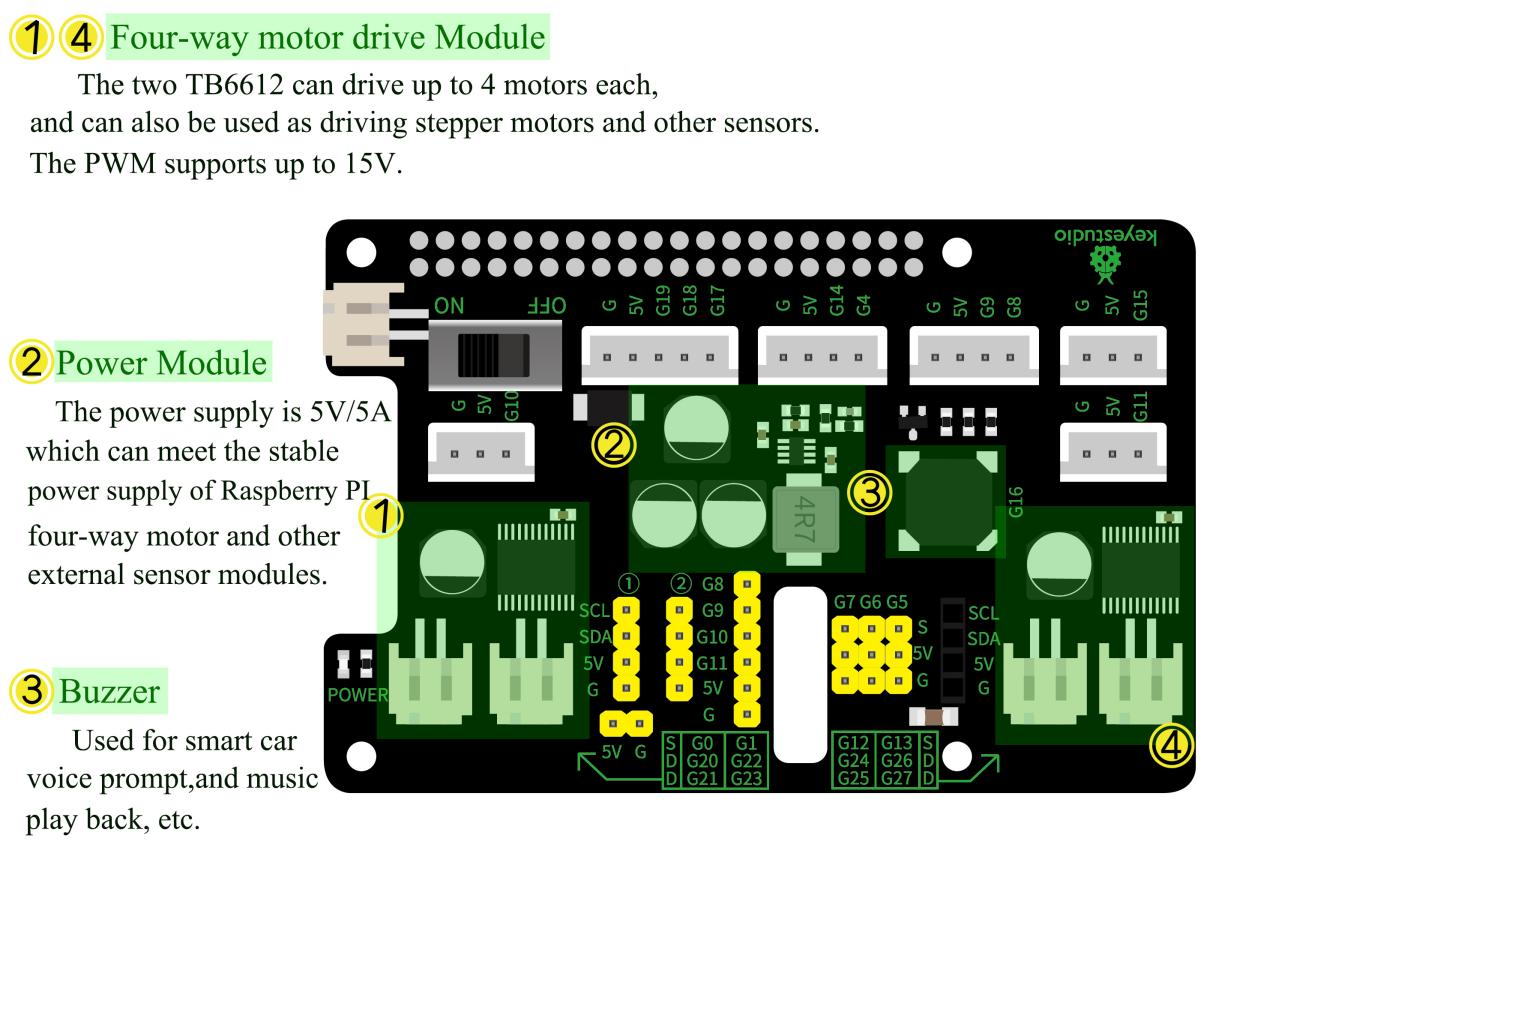 1 4 Four-way motor drive Module
The two TB6612 can drive up to 4 motors each,
and can also be used as driving stepper motors and other sensors.
The PWM supports up to 15V.
keyestudio
NO OFF
G 5V G19 G18 G17
G 5V G14 G4
G 5V G9 G8
G 5V G15
2 Power Module
The power supply is 5V/5A
which can meet the stable
power supply of Raspberry PI
four-way motor and other
external sensor modules.
G 5V G10
G 5V G11
2
3
4R7
G16
1
① ② G8
SCL G9
SDA G10
5V G11
G 5V
G
5V G
G7 G6 G5
S
5V
G
SCL
SDA
5V
G
POWER
3 Buzzer
Used for smart car
voice prompt,and music
play back, etc.
S G0 G1
D G20 G22
D G21 G23
G12 G13 S
G24 G26 D
G25 G27 D
4